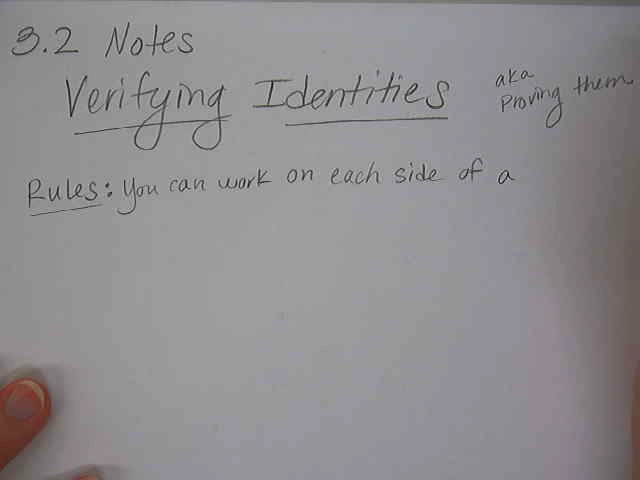 3.2 Notes
Verifying Identities aka
Proving them.
Rules: You can work on each side of a